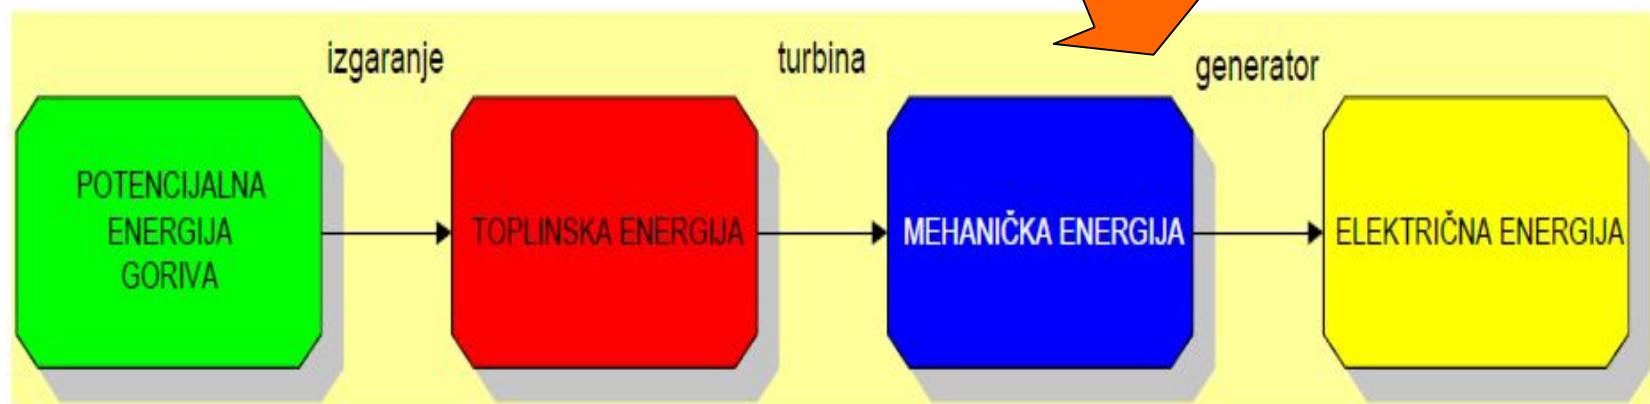 izgaranje
turbina
generator
POTENCIJALNA
ENERGIJA
GORIVA
TOPLINSKA ENERGIJA
MEHANIČKA ENERGIJA
ELEKTRIČNA ENERGIJA